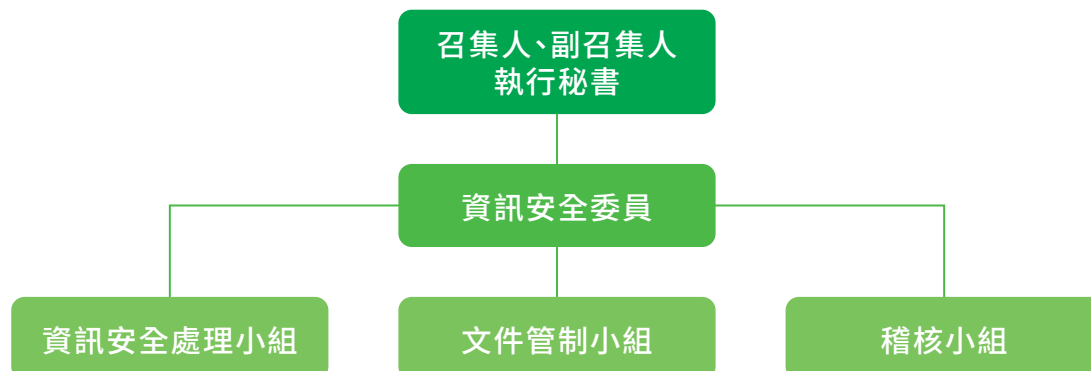 召集人、副召集人
執行秘書
資訊安全委員
資訊安全處理小組
文件管制小組
稽核小組